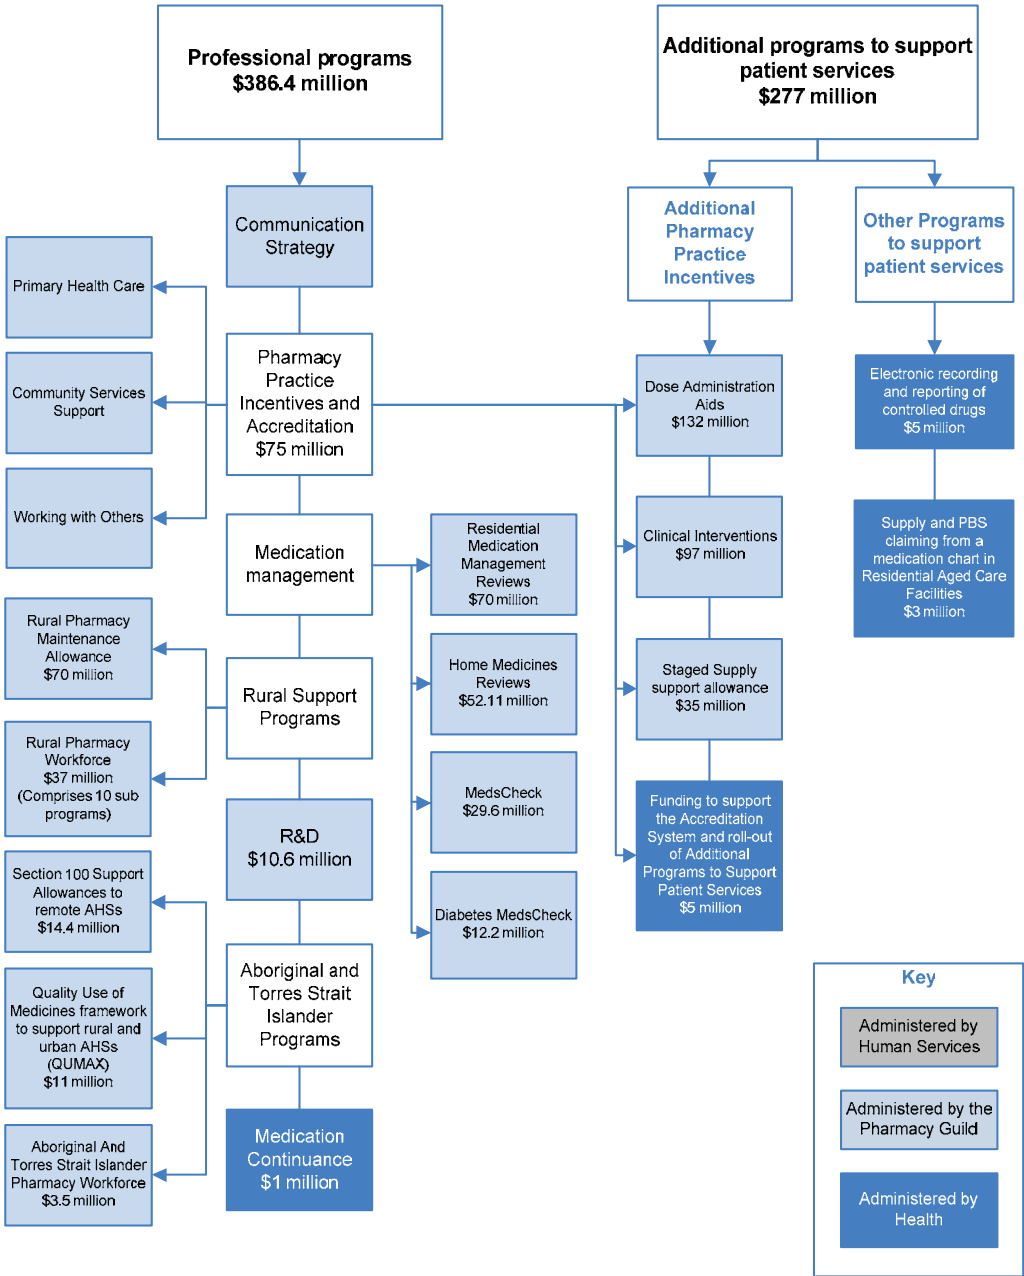 Professional programs
$386.4 million
Additional programs to support
patient services
$277 million
Communication
Strategy
Additional
Pharmacy
Practice
Incentives
Other Programs
to support
patient services
Primary Health Care
Community Services
Support
Working with Others
Pharmacy
Practice
Incentives and
Accreditation
$75 million
Dose Administration
Aids
$132 million
Electronic recording
and reporting of
controlled drugs
$5 million
Medication
management
Residential
Medication
Management
Reviews
$70 million
Clinical Interventions
$97 million
Supply and PBS
claiming from a
medication chart in
Residential Aged Care
Facilities
$3 million
Rural Pharmacy
Maintenance
Allowance
$70 million
Rural Support
Programs
Home Medicines
Reviews
$52.11 million
Staged Supply
support allowance
$35 million
Rural Pharmacy
Workforce
$37 million
(Comprises 10 sub
programs)
R&D
$10.6 million
MedsCheck
$29.6 million
Funding to support
the Accreditation
System and roll-out
of Additional
Programs to Support
Patient Services
$5 million
Section 100 Support
Allowances to
remote AHSs
$14.4 million
Diabetes MedsCheck
$12.2 million
Quality Use of
Medicines framework
to support rural and
urban AHSs
(QUMAX)
$11 million
Aboriginal and
Torres Strait
Islander
Programs
Aboriginal And
Torres Strait Islander
Pharmacy Workforce
$3.5 million
Medication
Continuance
$1 million
Key
Administered by
Human Services
Administered by the
Pharmacy Guild
Administered by
Health